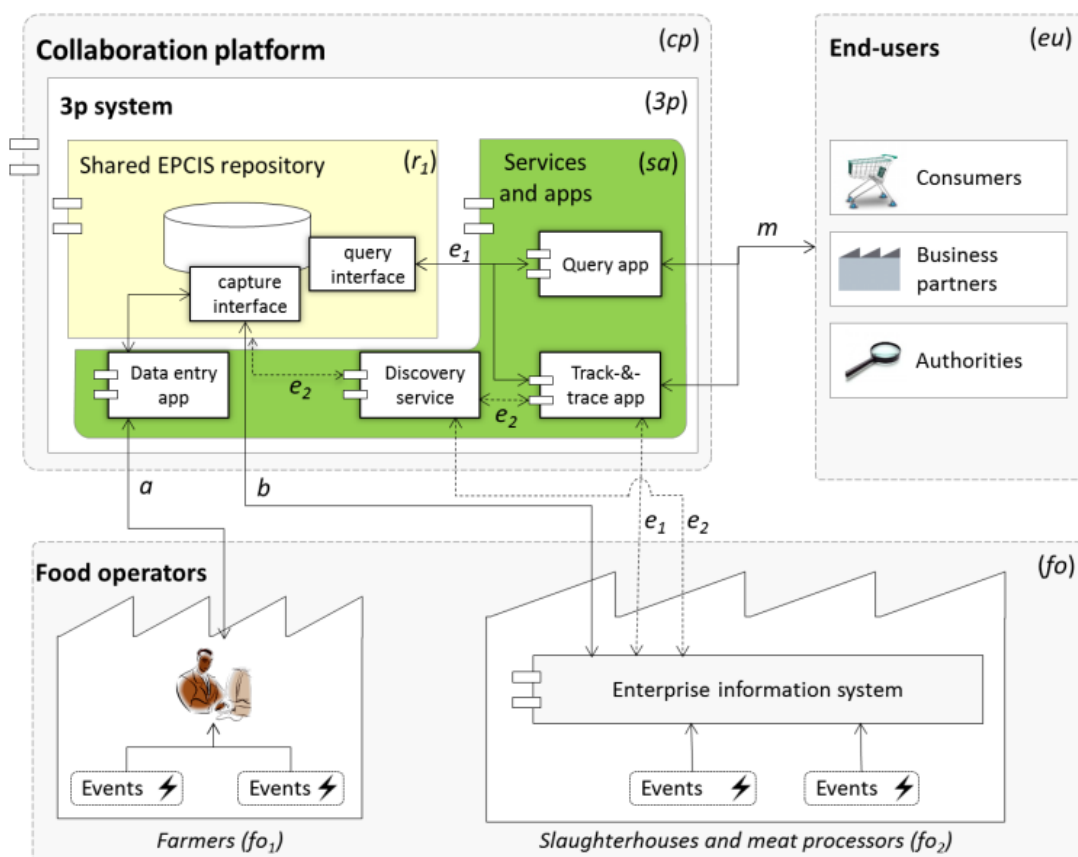 Collaboration platform
(cp)
3p system
(3p)
Shared EPCIS repository
(r₁)
Services
and apps
(sa)
query
interface
capture
interface
e₁
Query app
Data entry
app
e₂
Discovery
service
e₂
Track-&-
trace app
m
End-users
(eu)
Consumers
Business
partners
Authorities
a
b
e₁
e₂
Food operators
(fo)
Enterprise information system
Events
Events
Events
Events
Farmers (fo₁)
Slaughterhouses and meat processors (fo₂)